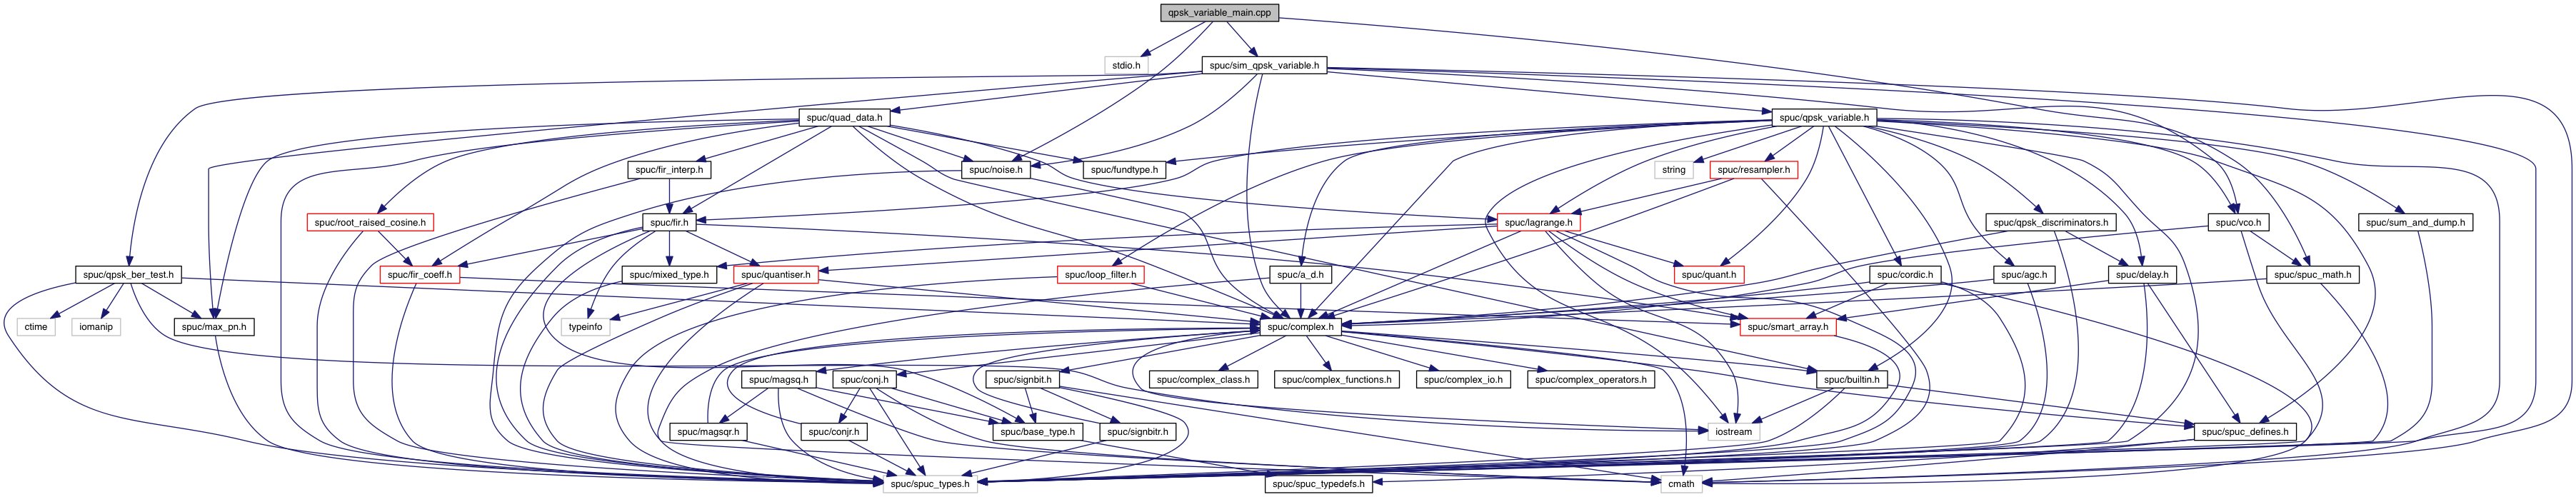 qpsk_variable_main.cpp
stdio.h
spuc/sim_qpsk_variable.h
spuc/quad_data.h
spuc/qpsk_variable.h
spuc/fir_interp.h
spuc/noise.h
spuc/fundtype.h
string
spuc/resampler.h
spuc/root_raised_cosine.h
spuc/fir.h
spuc/lagrange.h
spuc/qpsk_discriminators.h
spuc/vco.h
spuc/sum_and_dump.h
spuc/qpsk_ber_test.h
spuc/fir_coeff.h
spuc/mixed_type.h
spuc/quantiser.h
spuc/loop_filter.h
spuc/a_d.h
spuc/quant.h
spuc/cordic.h
spuc/agc.h
spuc/delay.h
spuc/spuc_math.h
ctime
iomanip
spuc/max_pn.h
typeinfo
spuc/complex.h
spuc/smart_array.h
spuc/magsq.h
spuc/conj.h
spuc/signbit.h
spuc/complex_class.h
spuc/complex_functions.h
spuc/complex_io.h
spuc/complex_operators.h
spuc/builtin.h
spuc/magsqr.h
spuc/conjr.h
spuc/base_type.h
spuc/signbitr.h
iostream
spuc/spuc_defines.h
spuc/spuc_types.h
spuc/spuc_typedefs.h
cmath